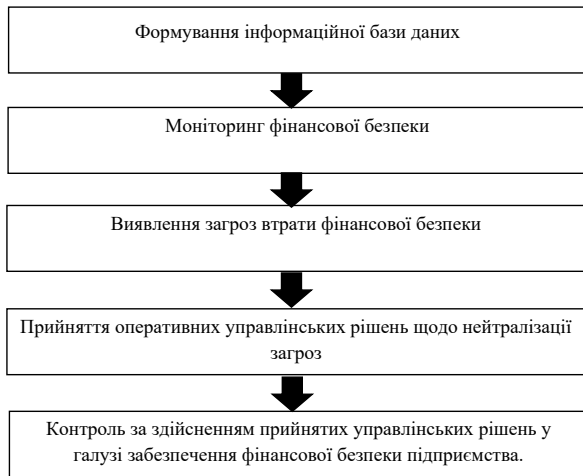 Формування інформаційної бази даних
Моніторинг фінансової безпеки
Виявлення загроз втрати фінансової безпеки
Прийняття оперативних управлінських рішень щодо нейтралізації
загроз
Контроль за здійсненням прийнятих управлінських рішень у
галузі забезпечення фінансової безпеки підприємства.